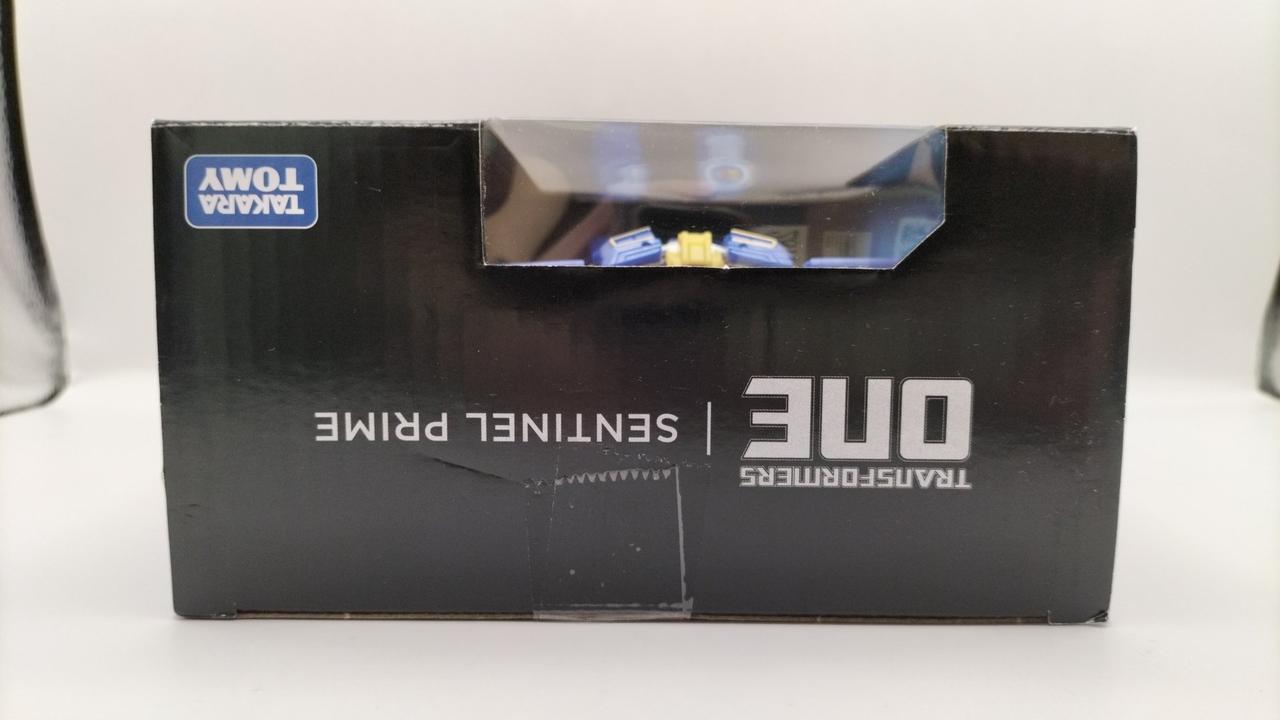 TRANSFORMERS
ONE
SENTINEL PRIME
TAKARA
TOMY